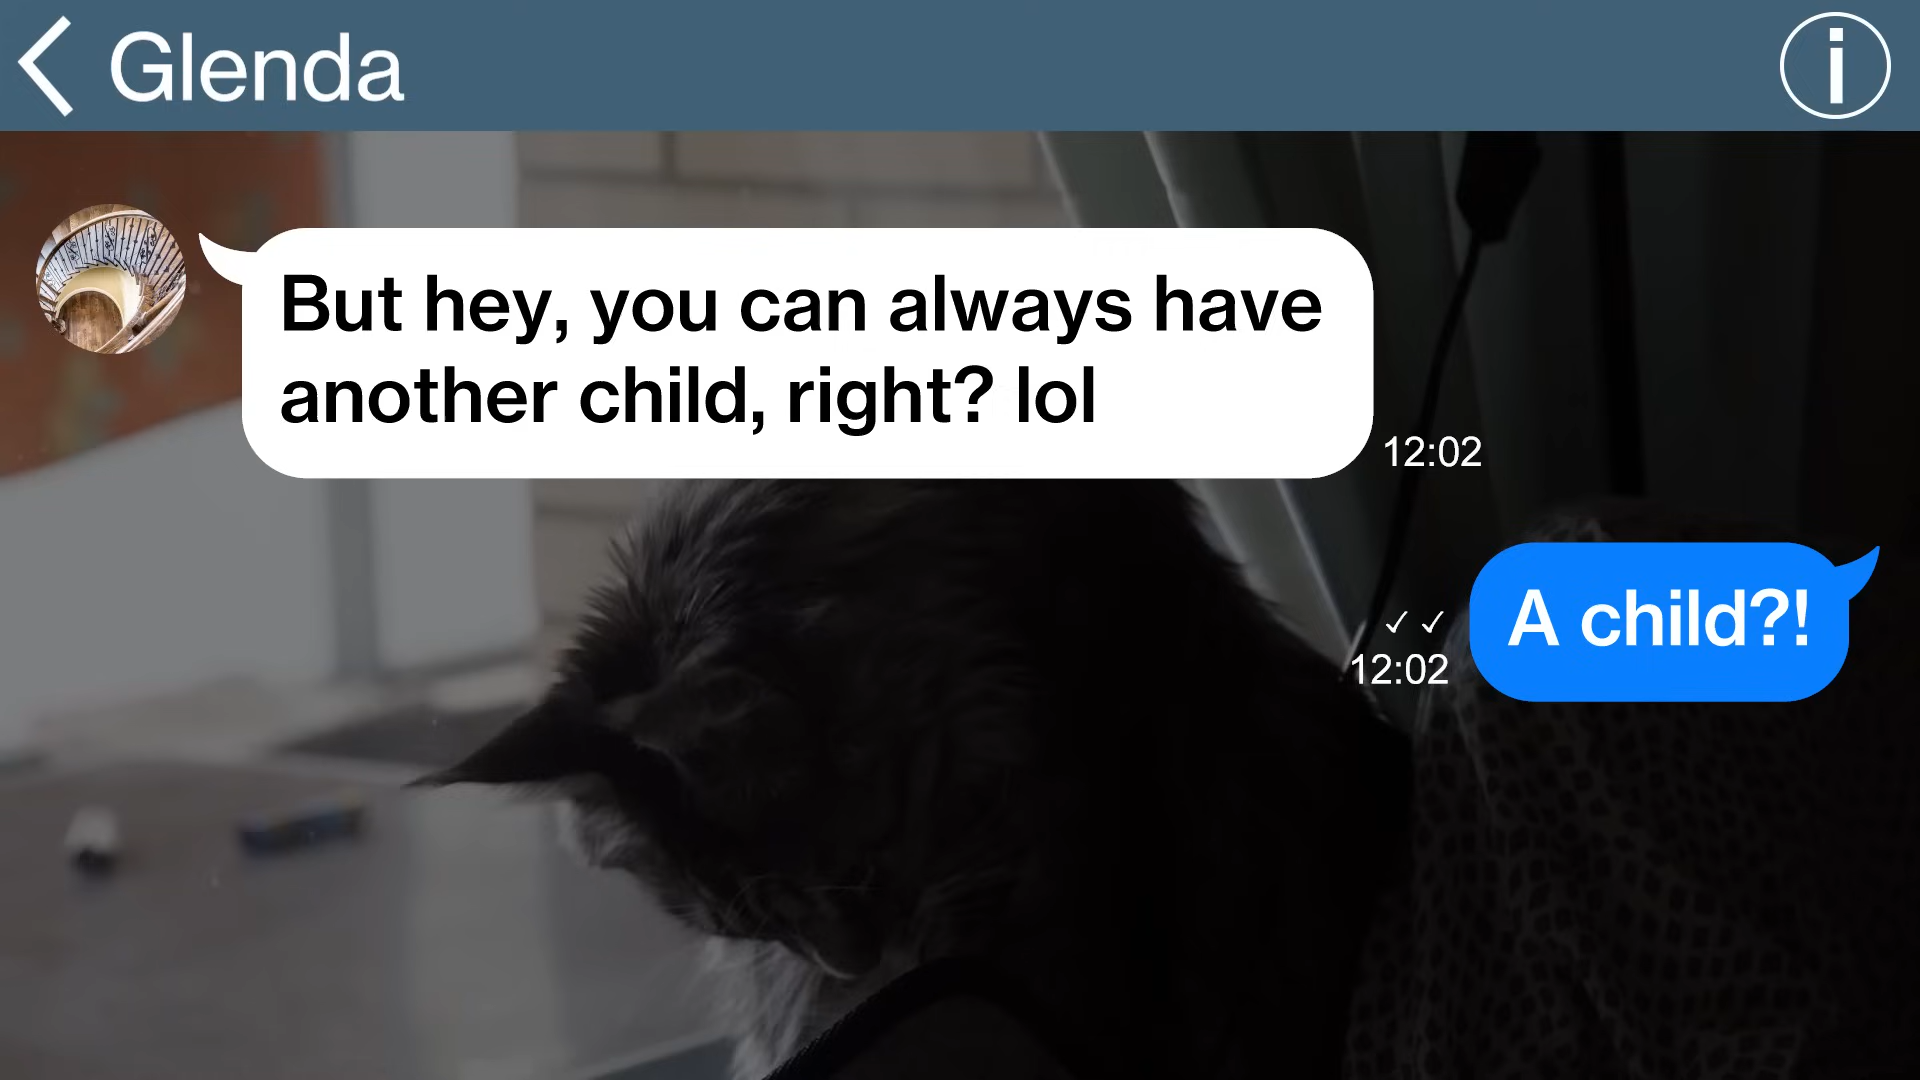 Glenda
But hey, you can always have
another child, right? lol
12:02
A child?!
✓ ✓
12:02